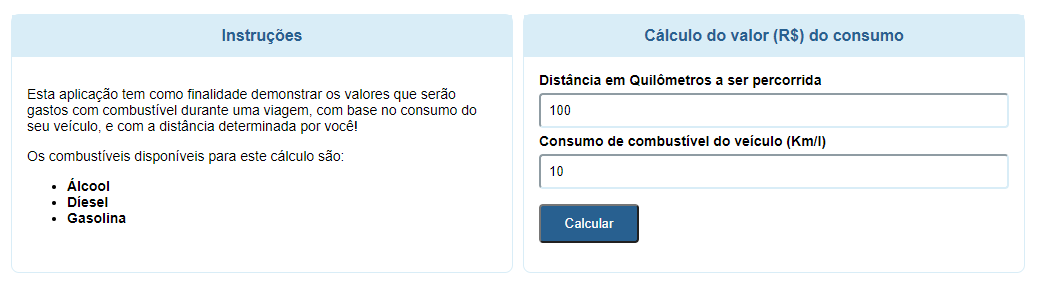 Instruções
Esta aplicação tem como finalidade demonstrar os valores que serão
gastos com combustível durante uma viagem, com base no consumo do
seu veículo, e com a distância determinada por você!
Os combustíveis disponíveis para este cálculo são:
Álcool
Diesel
Gasolina
Cálculo do valor (R$) do consumo
Distância em Quilômetros a ser percorrida
100
Consumo de combustível do veículo (Km/l)
10
Calcular